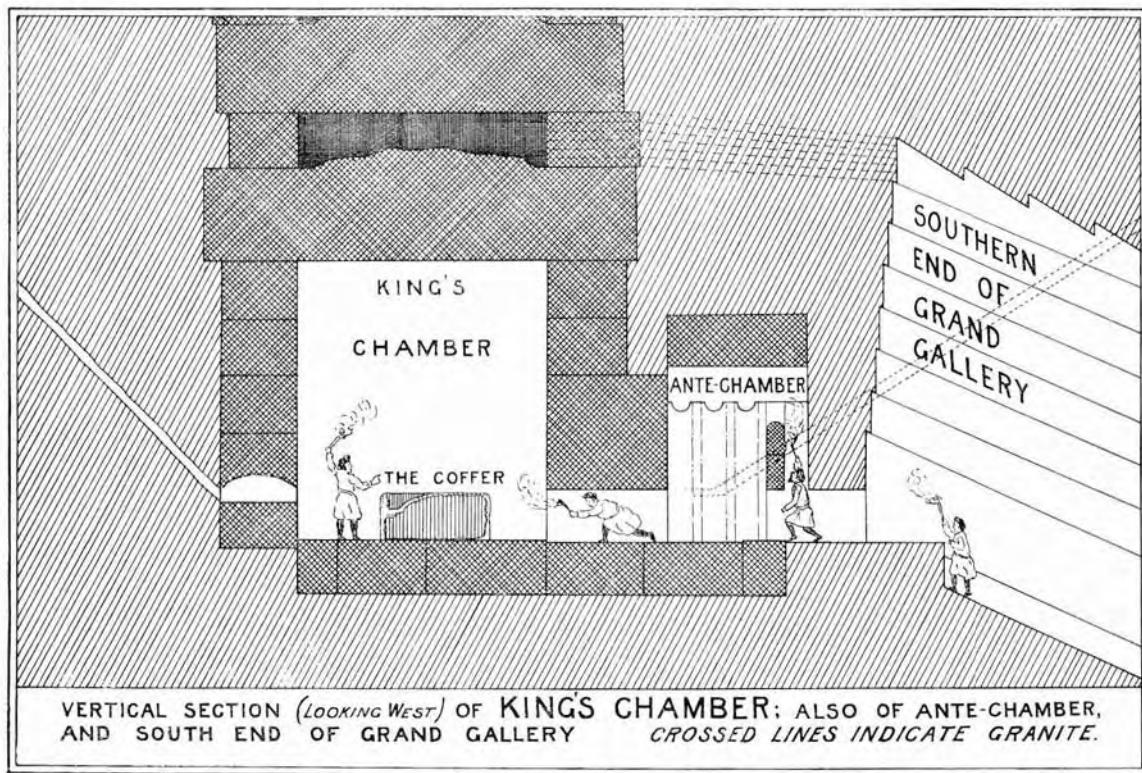 KING'S
CHAMBER
THE COFFER
ANTE-CHAMBER
SOUTHERN
END OF
GRAND
GALLERY
VERTICAL SECTION (LOOKING WEST) OF KING'S CHAMBER; ALSO OF ANTE-CHAMBER,
AND SOUTH END OF GRAND GALLERY CROSSED LINES INDICATE GRANITE.